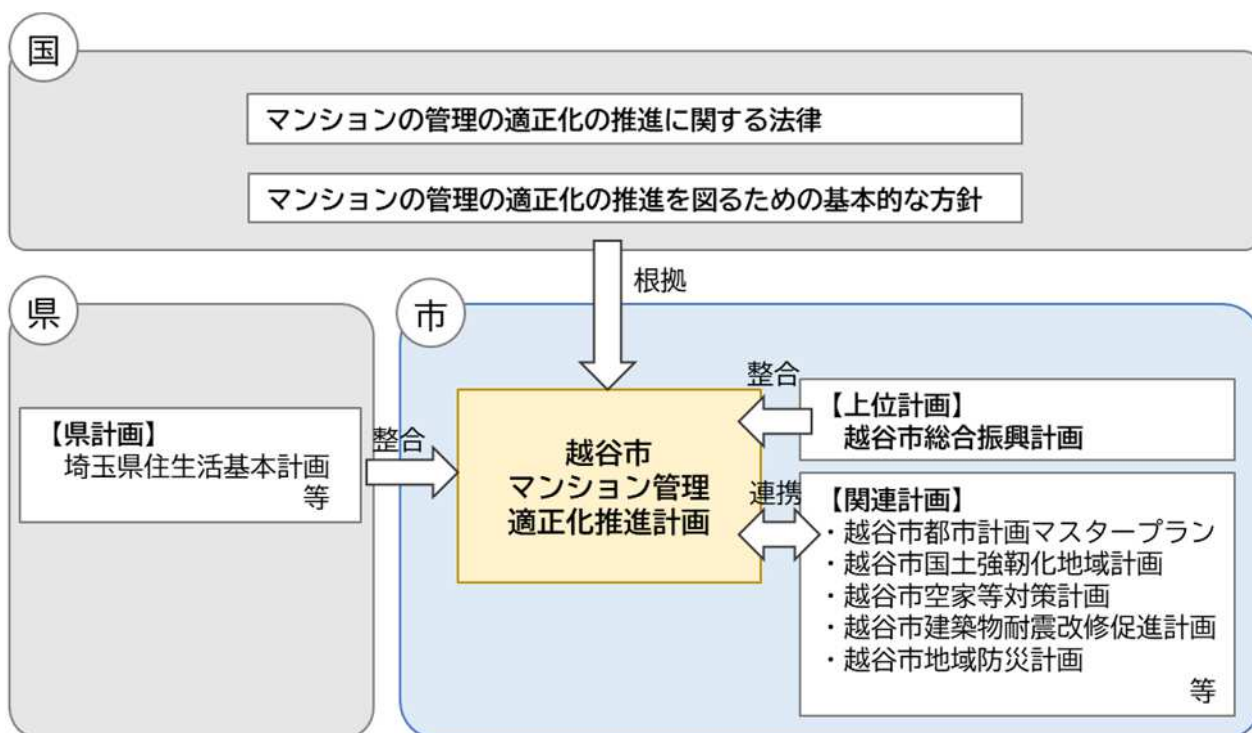 国
マンションの管理の適正化の推進に関する法律
マンションの管理の適正化の推進を図るための基本的な方針
根拠
県
【県計画】
埼玉県住生活基本計画
等
整合
市
越谷市
マンション管理
適正化推進計画
整合
【上位計画】
越谷市総合振興計画
連携
【関連計画】
・越谷市都市計画マスタープラン
・越谷市国土強靭化地域計画
・越谷市空家等対策計画
・越谷市建築物耐震改修促進計画
・越谷市地域防災計画
等